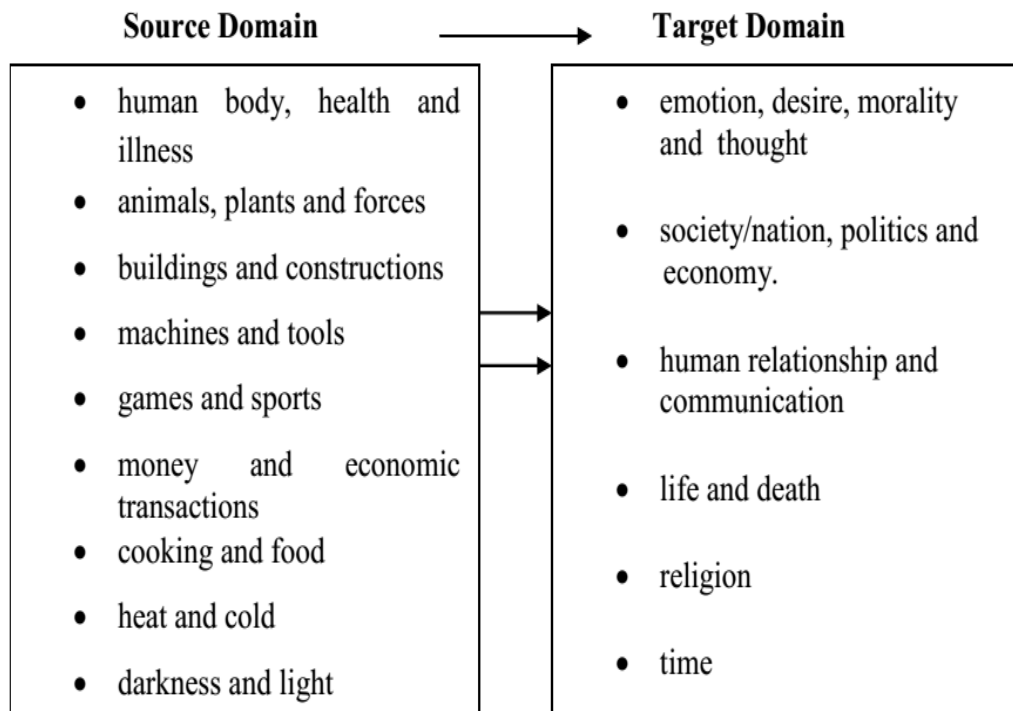 Source Domain
Target Domain
• human body, health and
illness
• animals, plants and forces
• buildings and constructions
• machines and tools
• games and sports
• money and economic
transactions
• cooking and food
• heat and cold
• darkness and light
• emotion, desire, morality
and thought
• society/nation, politics and
economy.
• human relationship and
communication
• life and death
• religion
• time